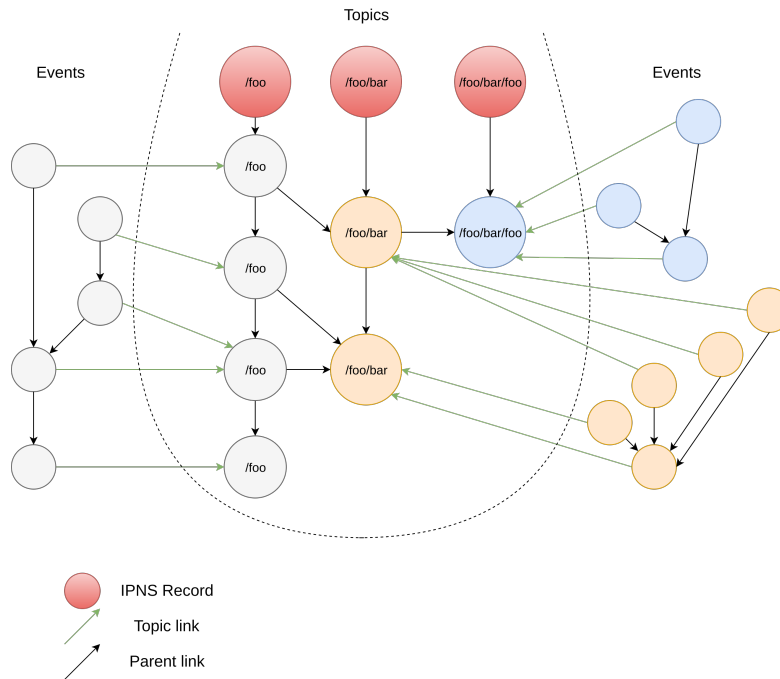 Topics
Events
Events
/foo
/foo/bar
/foo/bar/foo
/foo
/foo/bar
/foo/bar/foo
/foo
/foo
/foo/bar
/foo
IPNS Record
Topic link
Parent link